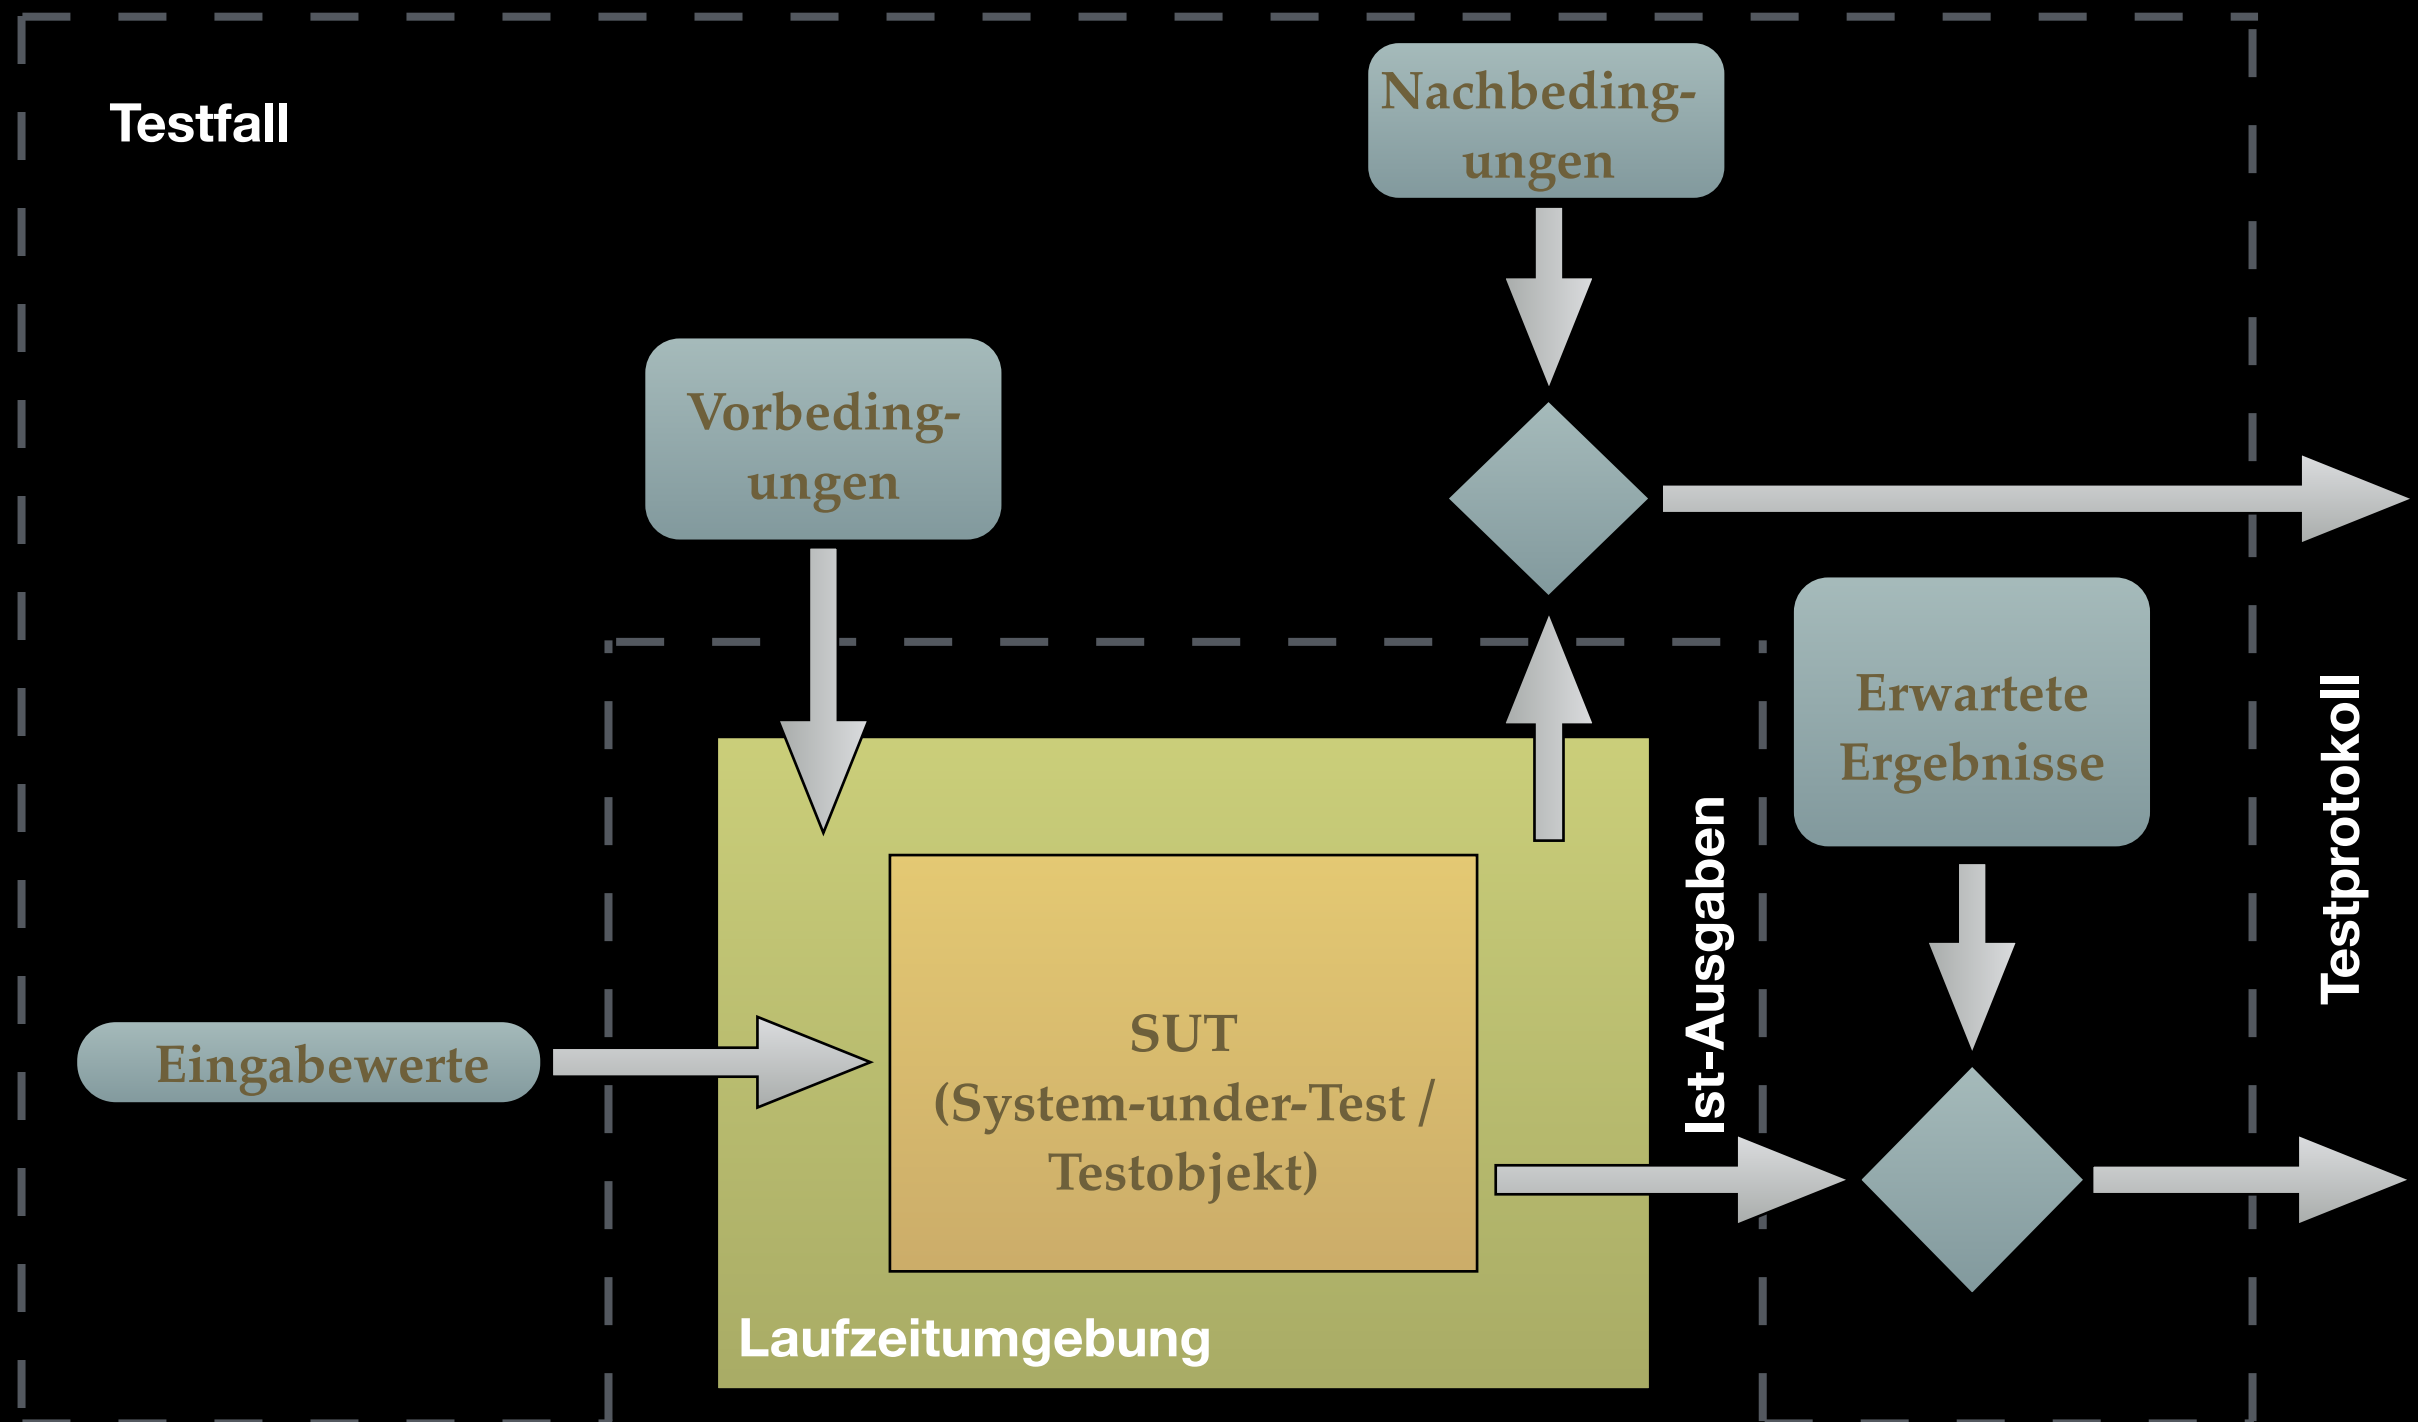 Testfall
Nachbeding-
ungen
Vorbeding-
ungen
Erwartete
Ergebnisse
Testprotokoll
Ist-Ausgaben
Eingabewerte
SUT
(System-under-Test /
Testobjekt)
Laufzeitumgebung